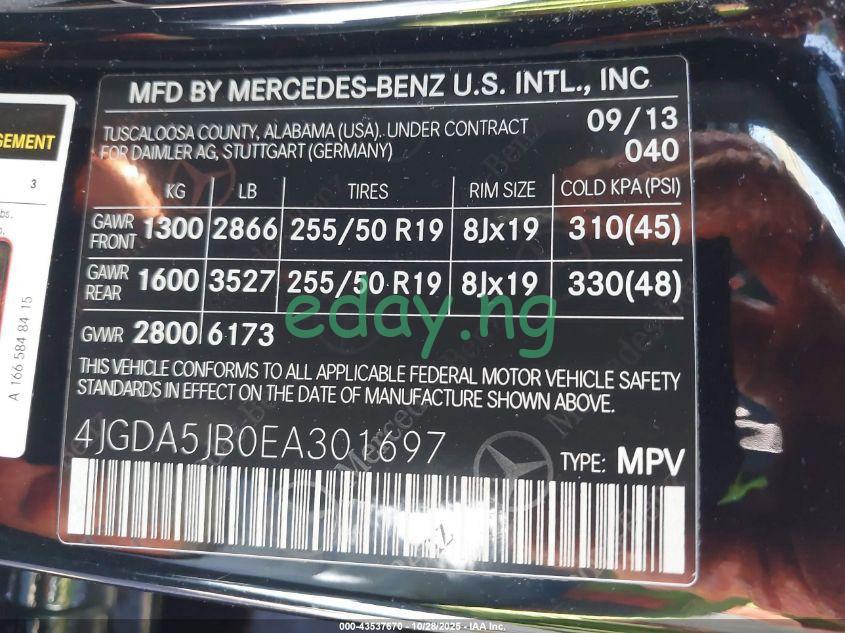 MFD BY MERCEDES-BENZ U.S. INTL., INC
TUSCALOOSA COUNTY, ALABAMA (USA). UNDER CONTRACT 09/13
FOR DAIMLER AG, STUTTGART (GERMANY) 040
KG LB TIRES RIM SIZE COLD KPA (PSI)
GAWR FRONT 1300 2866 255/50 R19 8Jx19 310(45)
GAWR REAR 1600 3527 255/50 R19 8Jx19 330(48)
GVWR 2800 6173
eday.ng
THIS VEHICLE CONFORMS TO ALL APPLICABLE FEDERAL MOTOR VEHICLE SAFETY
STANDARDS IN EFFECT ON THE DATE OF MANUFACTURE SHOWN ABOVE.
4JGDA5JB0EA301697 TYPE: MPV
GEMENT
3
bs.
A 166 584 84 15
Mercedes-Benz
000-43537670 - 10/28/2025 - IAA Inc.